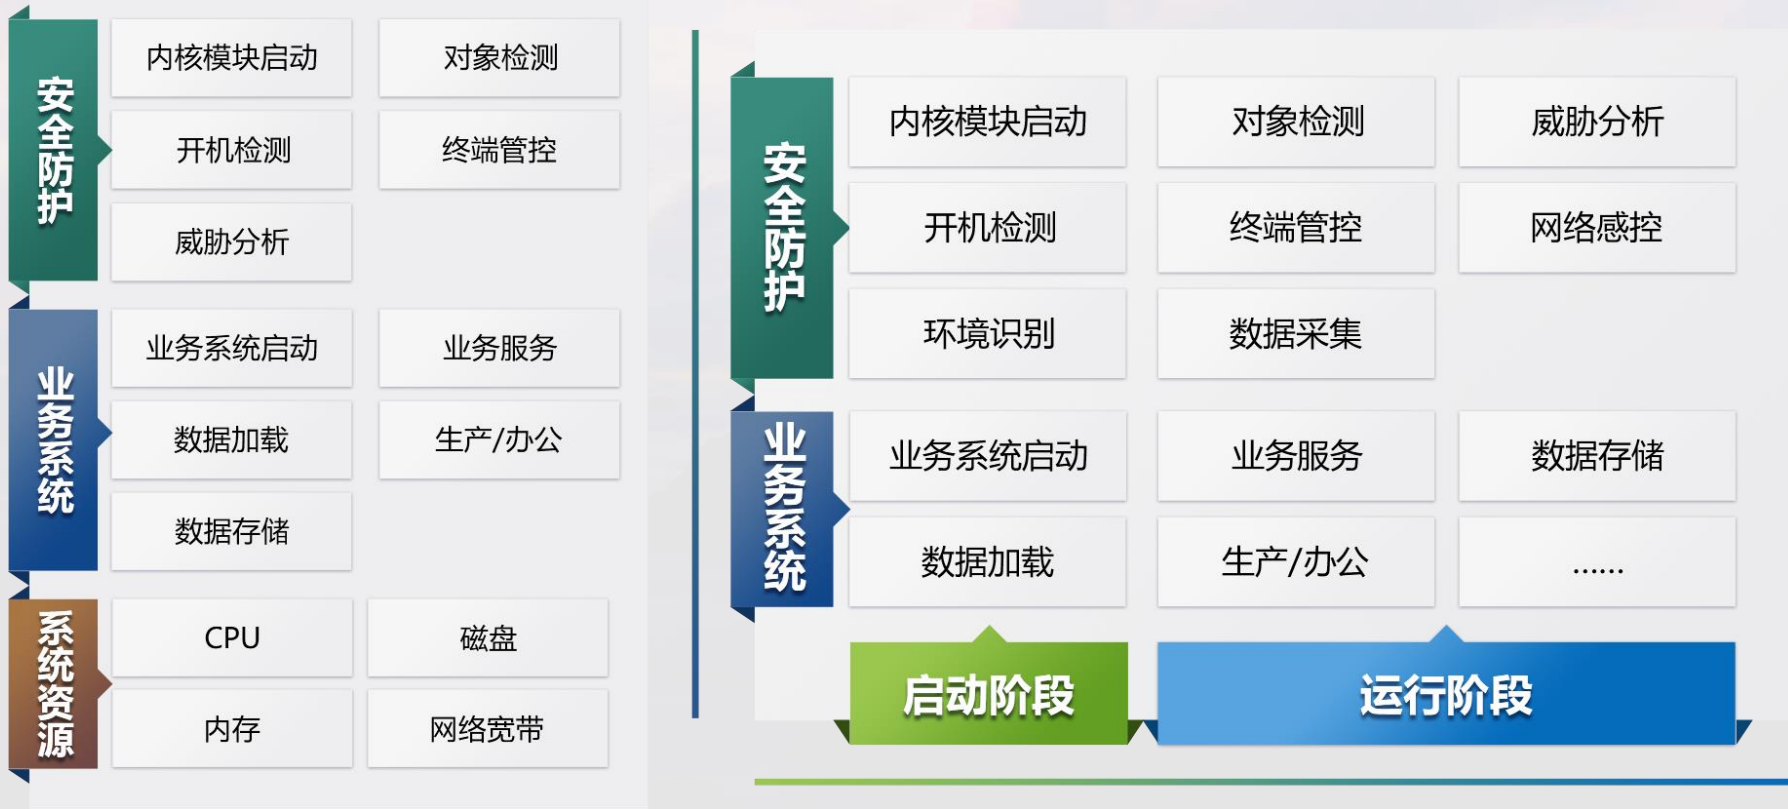 安全防护
内核模块启动
对象检测
开机检测
终端管控
威胁分析
业务系统
业务系统启动
业务服务
数据加载
生产/办公
数据存储
系统资源
CPU
磁盘
内存
网络宽带
安全防护
内核模块启动
对象检测
威胁分析
开机检测
终端管控
网络感控
环境识别
数据采集
业务系统
业务系统启动
业务服务
数据存储
数据加载
生产/办公
......
启动阶段
运行阶段